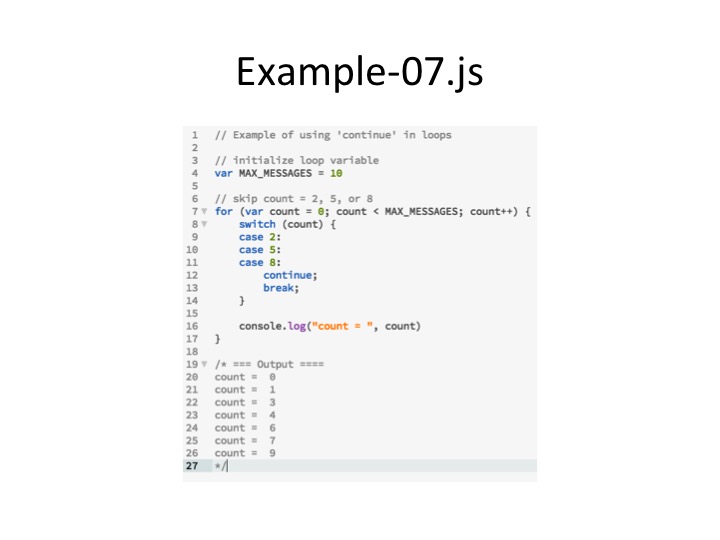 Example-07.js
1 // Example of using 'continue' in loops
2
3 // initialize loop variable
4 var MAX_MESSAGES = 10
5
6 // skip count = 2, 5, or 8
7 for (var count = 0; count < MAX_MESSAGES; count++) {
8 switch (count) {
9 case 2:
10 case 5:
11 case 8:
12 continue;
13 break;
14 }
15
16 console.log("count = ", count)
17 }
18
19 /* === Output ====
20 count =  0
21 count =  1
22 count =  3
23 count =  4
24 count =  6
25 count =  7
26 count =  9
27 */